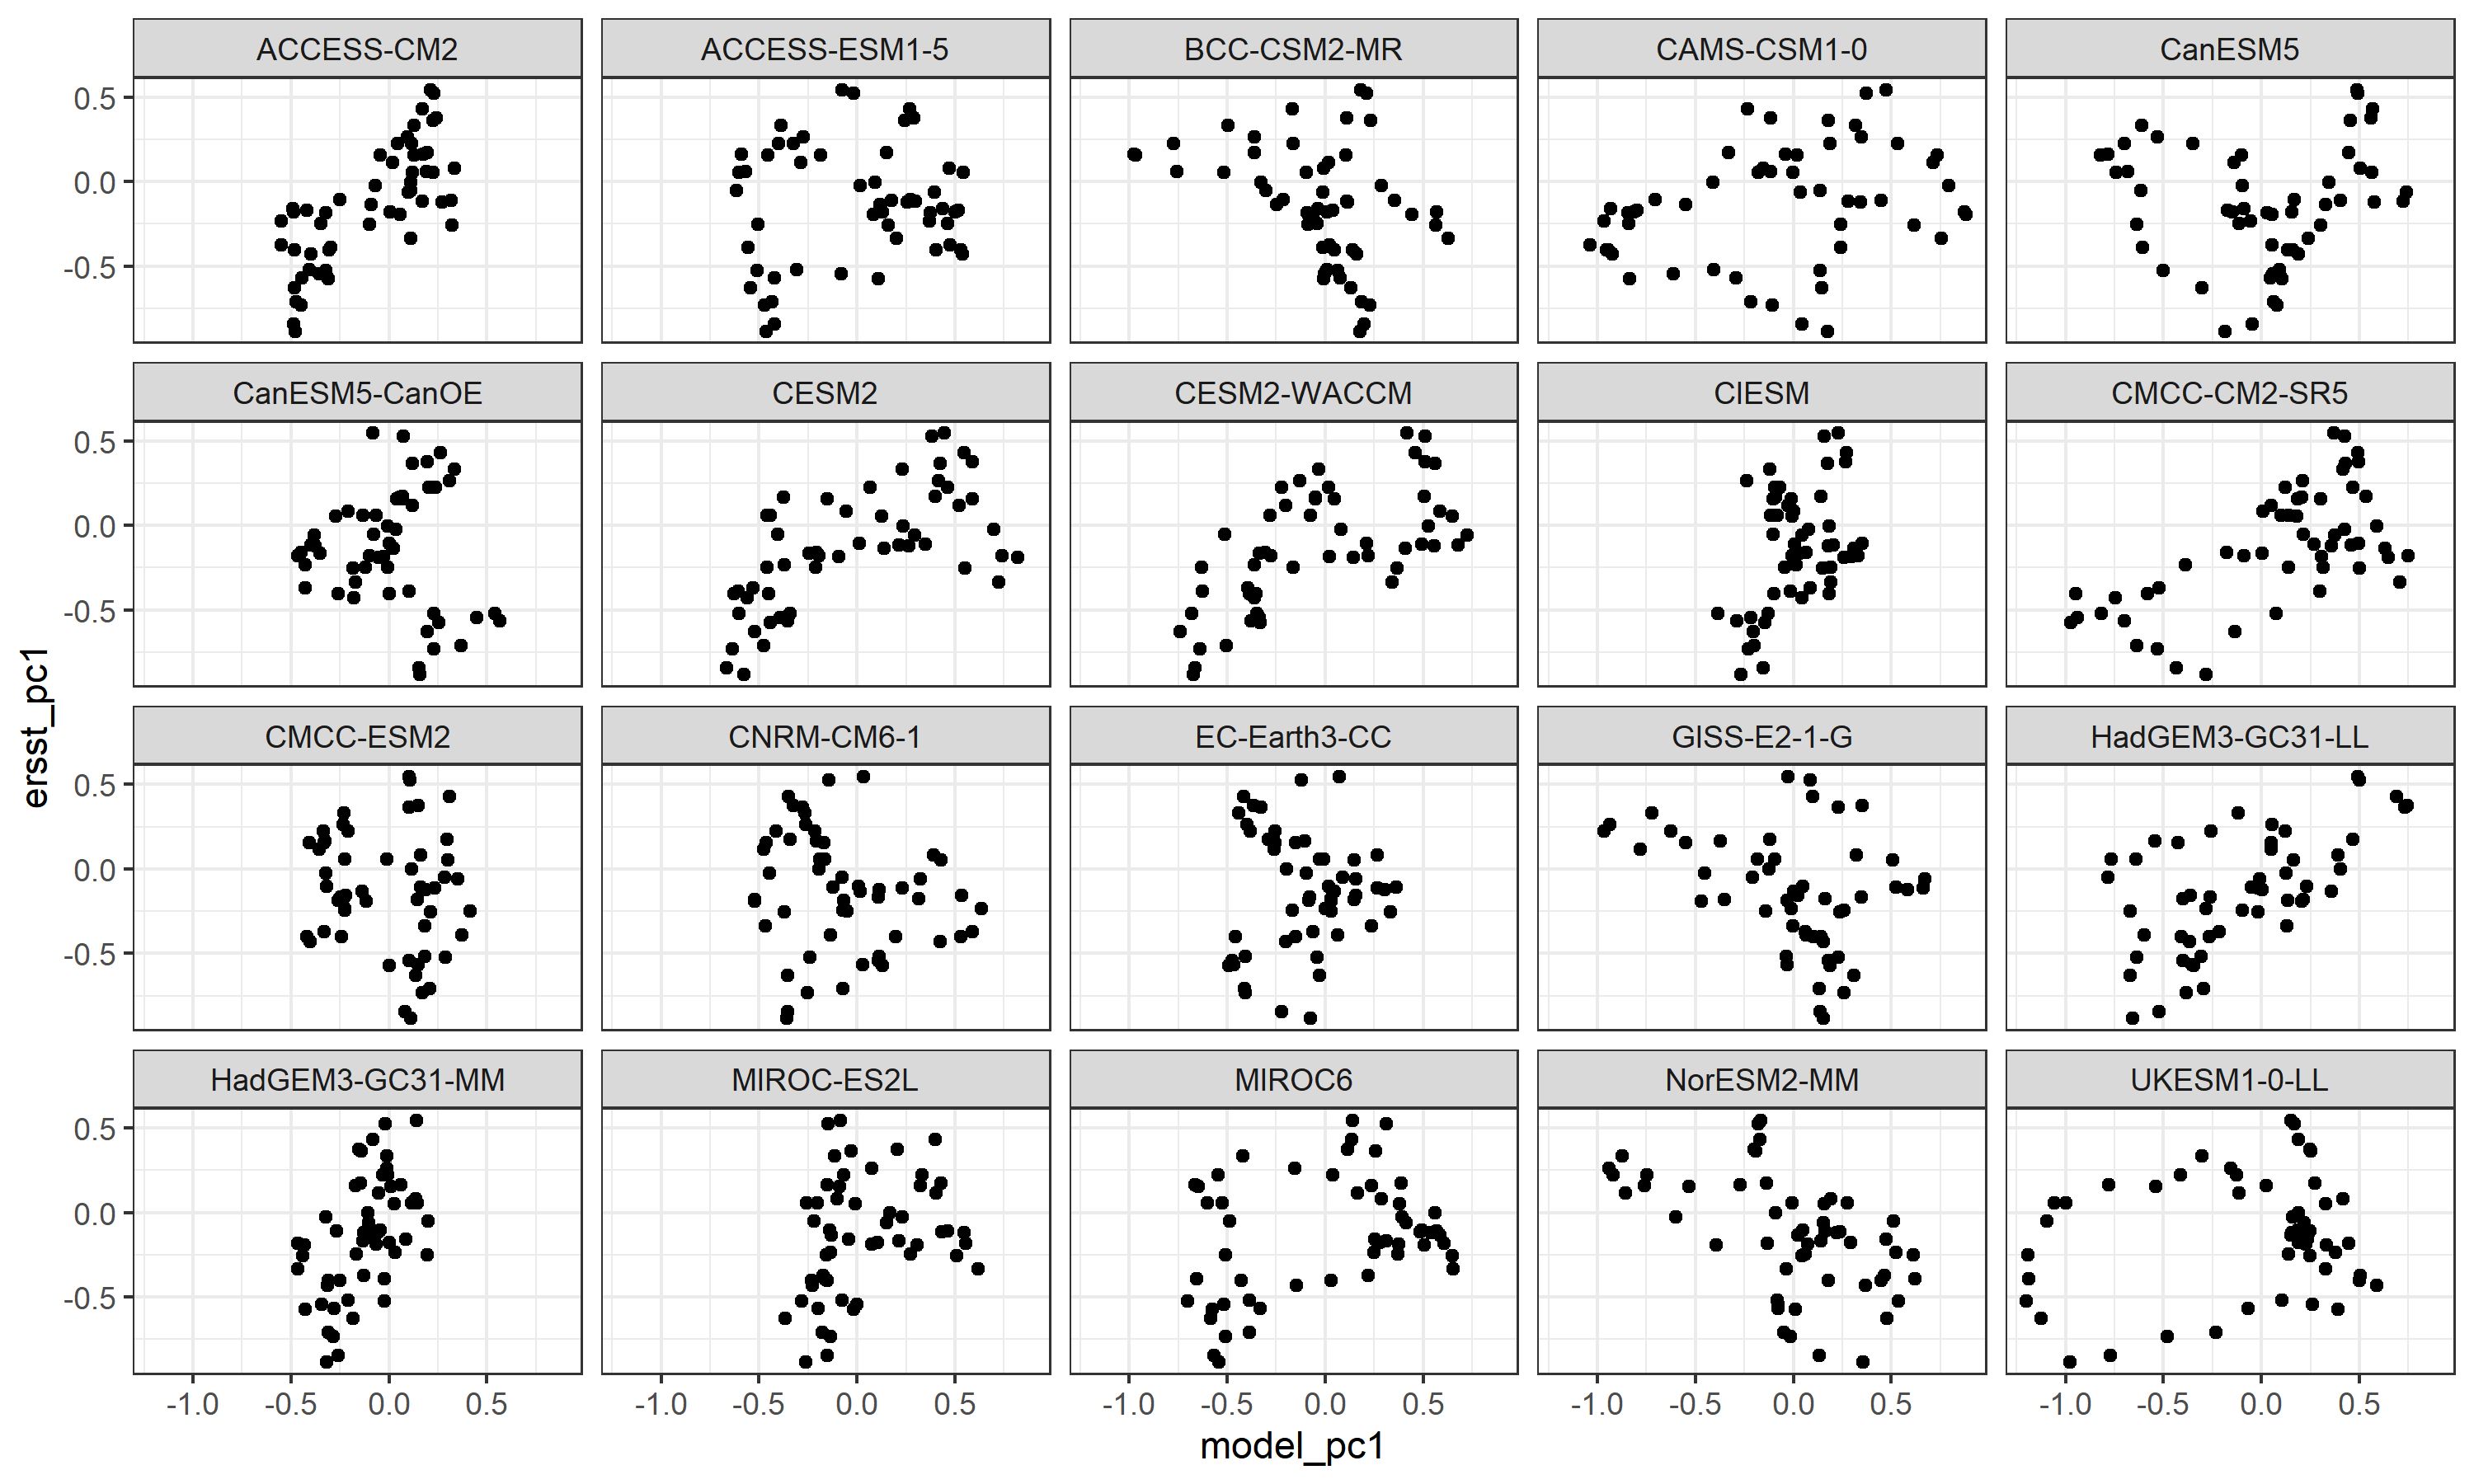 ACCESS-CM2 ACCESS-ESM1-5 BCC-CSM2-MR CAMS-CSM1-0 CanESM5
0.5
0.0
-0.5
CanESM5-CanOE CESM2 CESM2-WACCM CIESM CMCC-CM2-SR5
0.5
0.0
-0.5
ersst_pc1
CMCC-ESM2 CNRM-CM6-1 EC-Earth3-CC GISS-E2-1-G HadGEM3-GC31-LL
0.5
0.0
-0.5
HadGEM3-GC31-MM MIROC-ES2L MIROC6 NorESM2-MM UKESM1-0-LL
0.5
0.0
-0.5
-1.0 -0.5 0.0 0.5 -1.0 -0.5 0.0 0.5 -1.0 -0.5 0.0 0.5 -1.0 -0.5 0.0 0.5 -1.0 -0.5 0.0 0.5
model_pc1